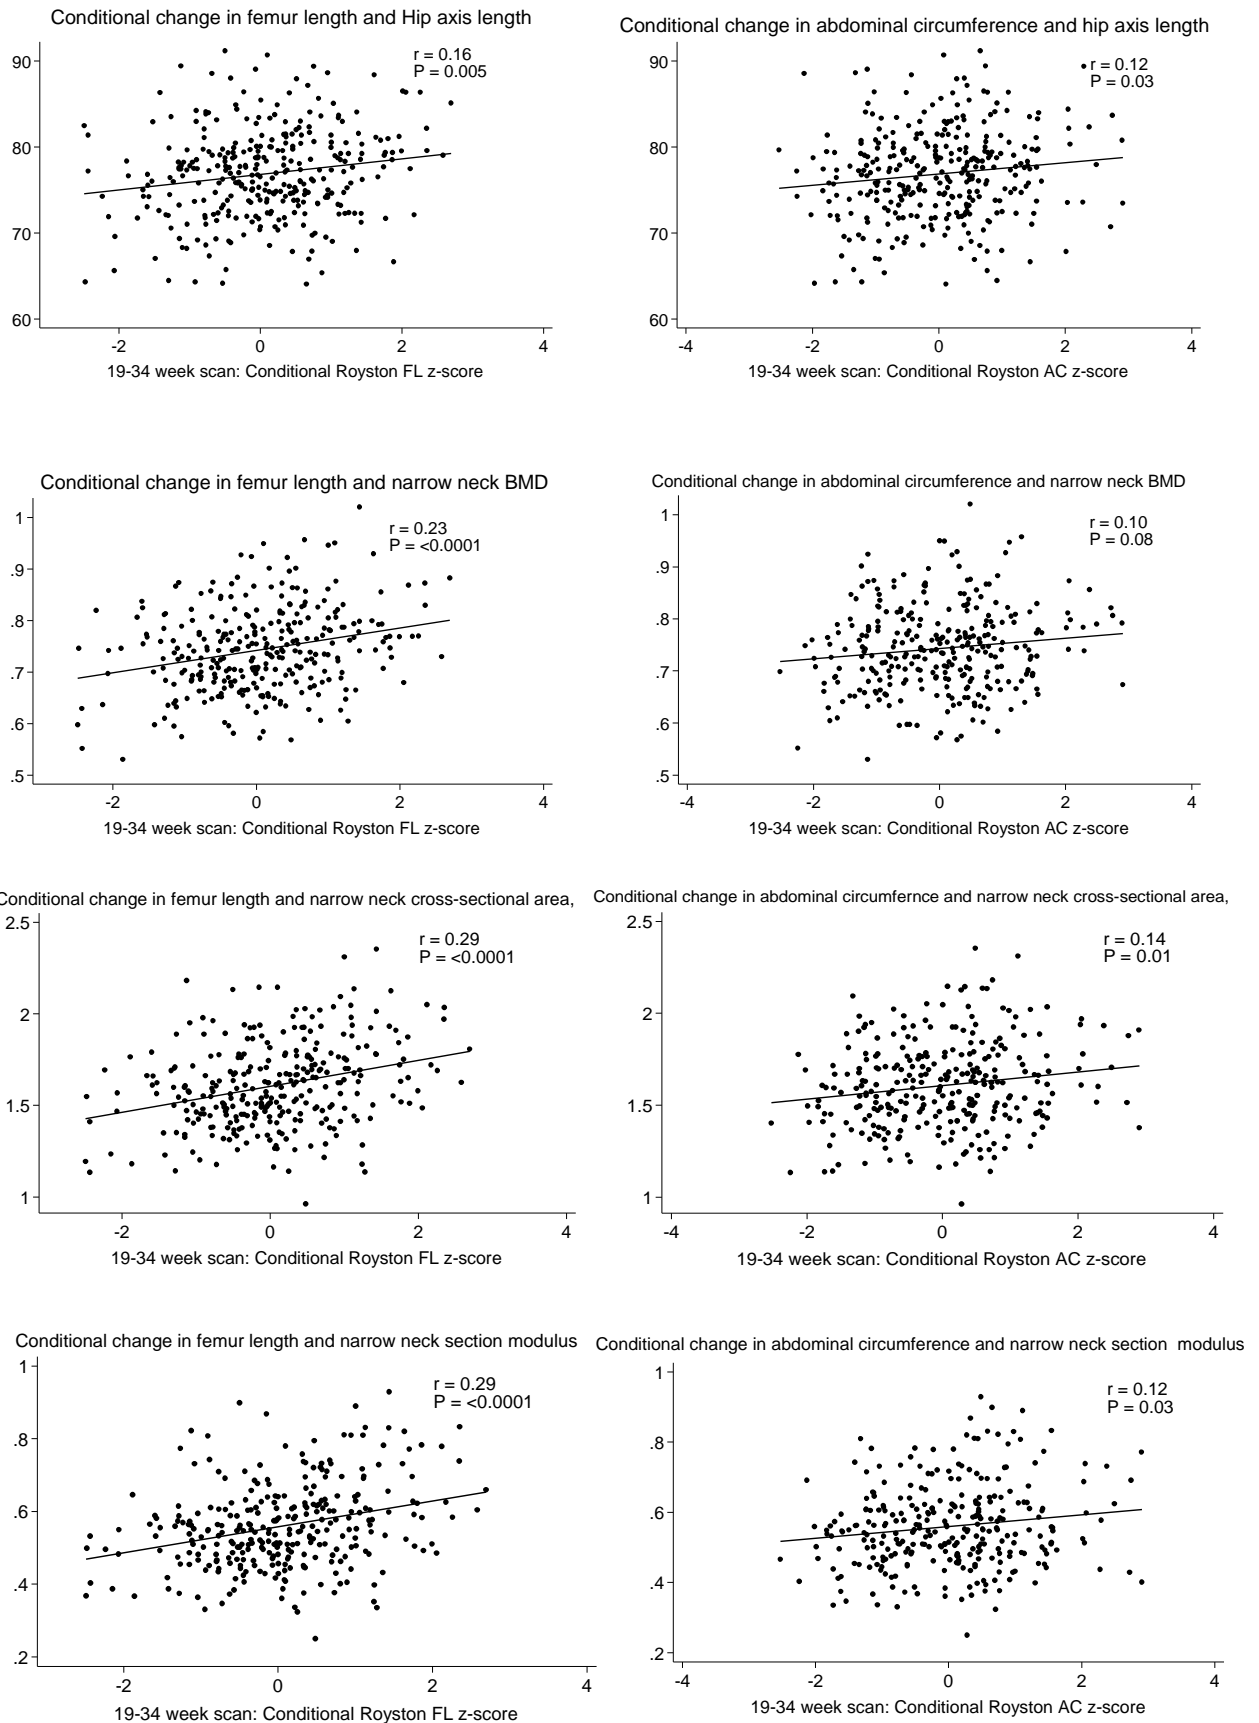 Conditional change in femur length and Hip axis length
r = 0.16
P = 0.005
90
80
70
60
-2 0 2 4
19-34 week scan: Conditional Royston FL z-score
Conditional change in abdominal circumference and hip axis length
r = 0.12
P = 0.03
90
80
70
60
-4 -2 0 2 4
19-34 week scan: Conditional Royston AC z-score
Conditional change in femur length and narrow neck BMD
r = 0.23
P = <0.0001
1
.9
.8
.7
.6
.5
-2 0 2 4
19-34 week scan: Conditional Royston FL z-score
Conditional change in abdominal circumference and narrow neck BMD
r = 0.10
P = 0.08
1
.9
.8
.7
.6
.5
-4 -2 0 2 4
19-34 week scan: Conditional Royston AC z-score
Conditional change in femur length and narrow neck cross-sectional area,
r = 0.29
P = <0.0001
2.5
2
1.5
1
-2 0 2 4
19-34 week scan: Conditional Royston FL z-score
Conditional change in abdominal circumfernce and narrow neck cross-sectional area,
r = 0.14
P = 0.01
2.5
2
1.5
1
-4 -2 0 2 4
19-34 week scan: Conditional Royston AC z-score
Conditional change in femur length and narrow neck section modulus
r = 0.29
P = <0.0001
1
.8
.6
.4
.2
-2 0 2 4
19-34 week scan: Conditional Royston FL z-score
Conditional change in abdominal circumference and narrow neck section modulus
r = 0.12
P = 0.03
1
.8
.6
.4
.2
-4 -2 0 2 4
19-34 week scan: Conditional Royston AC z-score